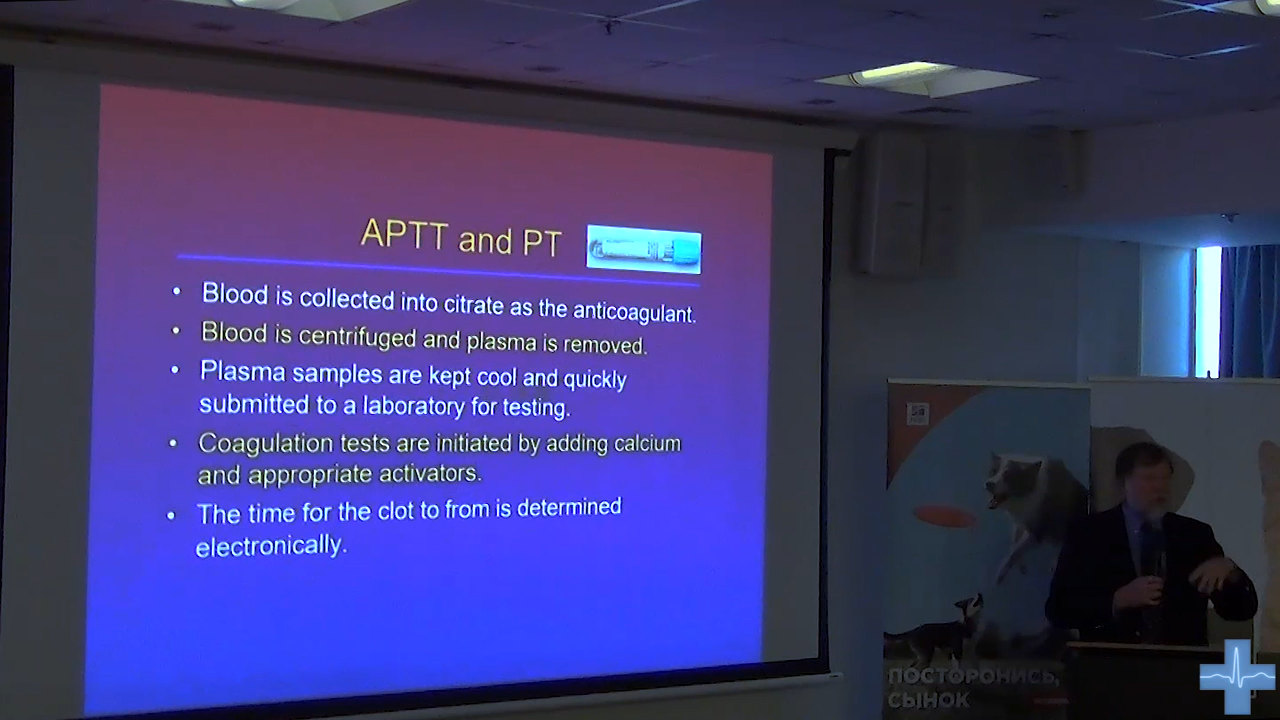 APTT and PT
• Blood is collected into citrate as the anticoagulant.
• Blood is centrifuged and plasma is removed.
• Plasma samples are kept cool and quickly
submitted to a laboratory for testing.
• Coagulation tests are initiated by adding calcium
and appropriate activators.
• The time for the clot to from is determined
electronically.
ПОСТОРОНИСЬ,
СЫНОК